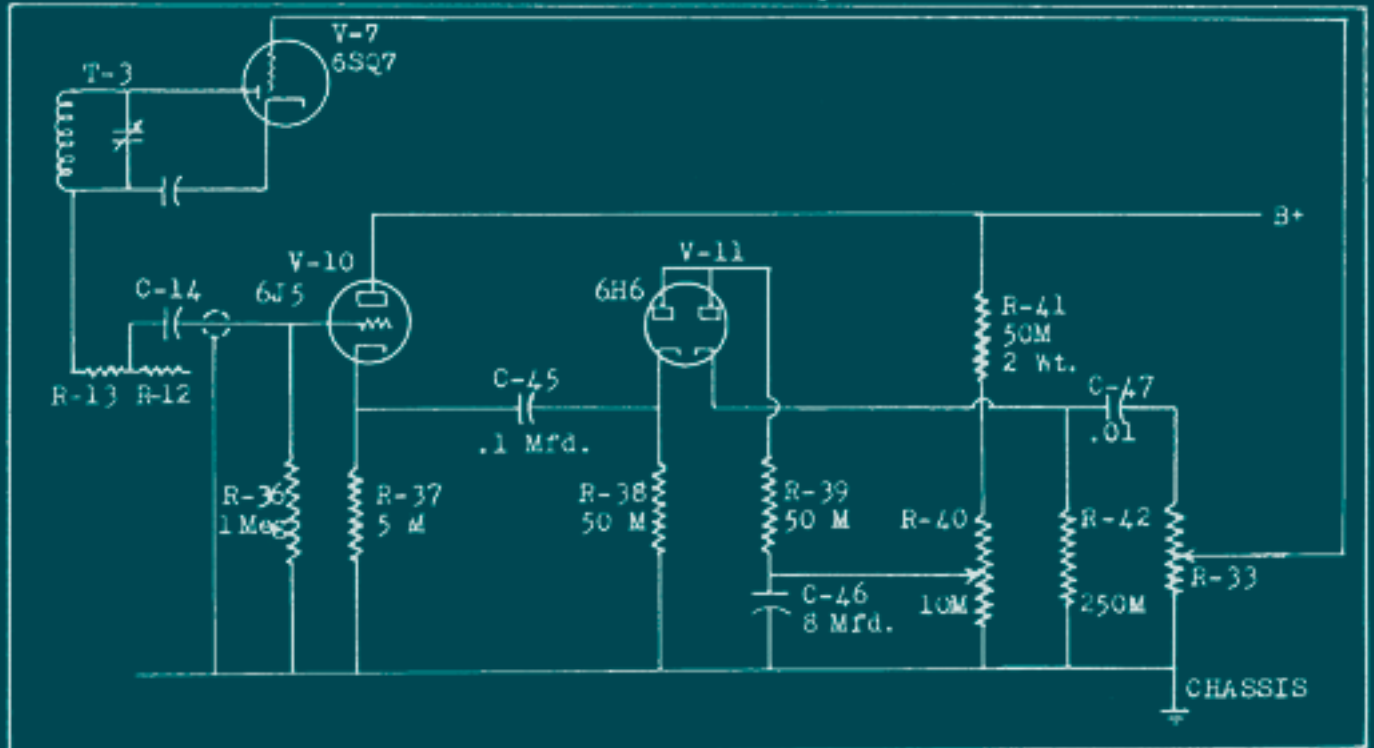 V-7
6SQ7
T-3
B+
V-10
V-11
C-14
6J5
6H6
R-41
50M
2 Wt.
R-13 R-12
C-45
.1 Mfd.
C-47
.01
R-36
1 Meg
R-37
5 M
R-38
50 M
R-39
50 M
R-40
10M
R-42
250M
R-33
C-46
8 Mfd.
CHASSIS